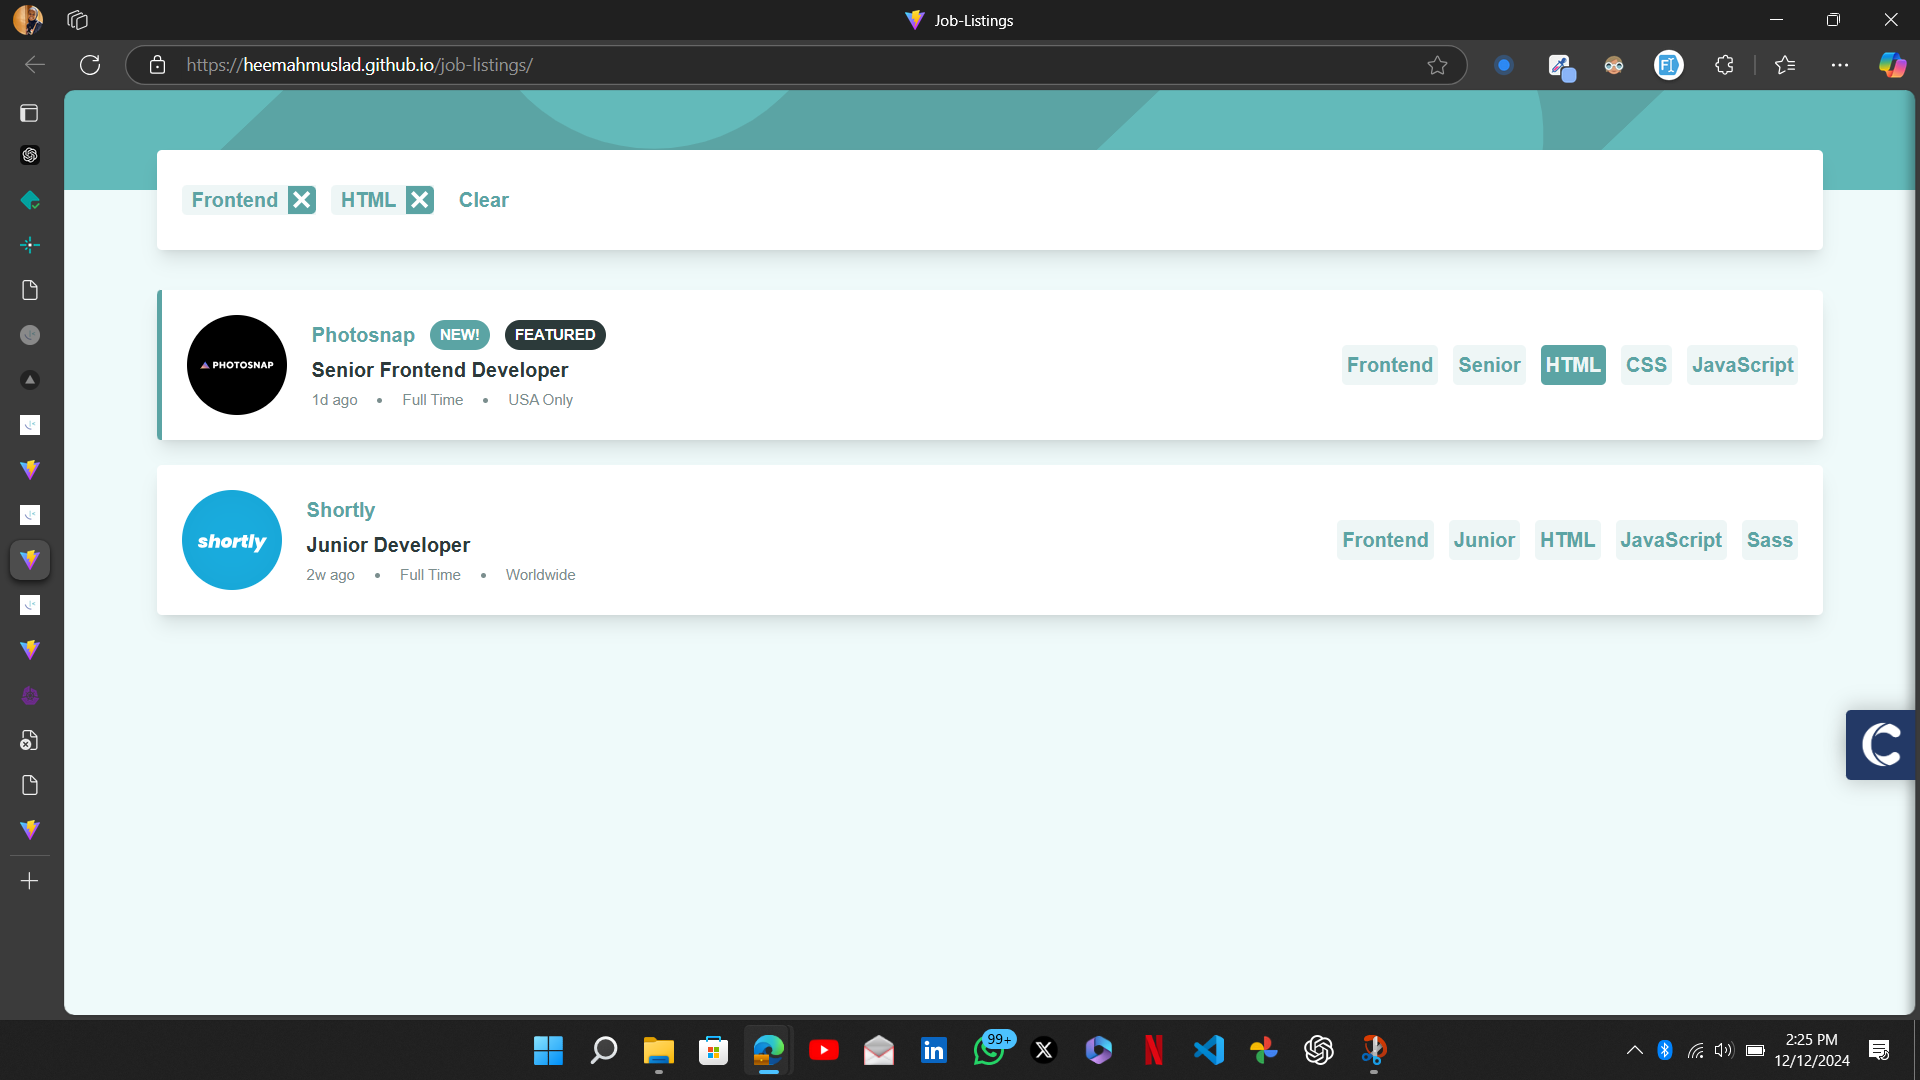 Job-Listings
https://heemahmuslad.github.io/job-listings/
Frontend HTML Clear
Photosnap NEW! FEATURED
PHOTOSNAP
Senior Frontend Developer
1d ago • Full Time • USA Only
Frontend Senior HTML CSS JavaScript
Shortly
shortly
Junior Developer
2w ago • Full Time • Worldwide
Frontend Junior HTML JavaScript Sass
99+
2:25 PM
12/12/2024